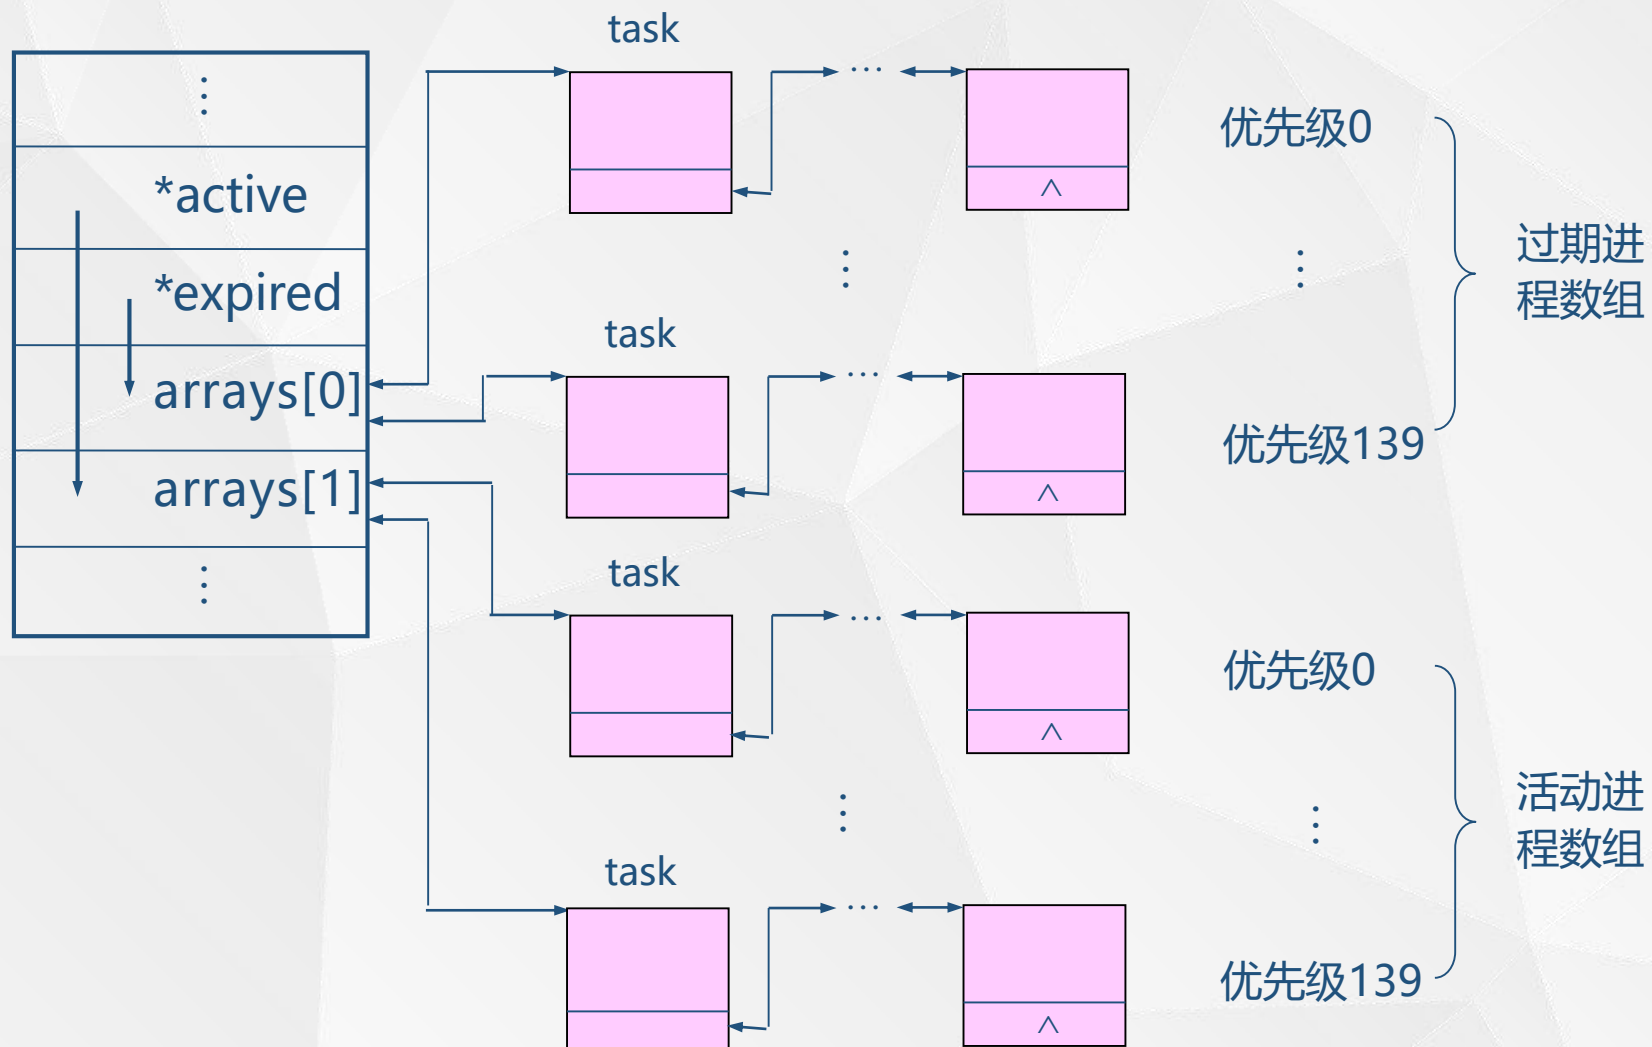 task
⋮
*active
*expired
arrays[0]
arrays[1]
⋮
… 
∧
优先级0
⋮
⋮
过期进
程数组
task
…
∧
优先级139
task
…
∧
优先级0
⋮
⋮
活动进
程数组
task
…
∧
优先级139